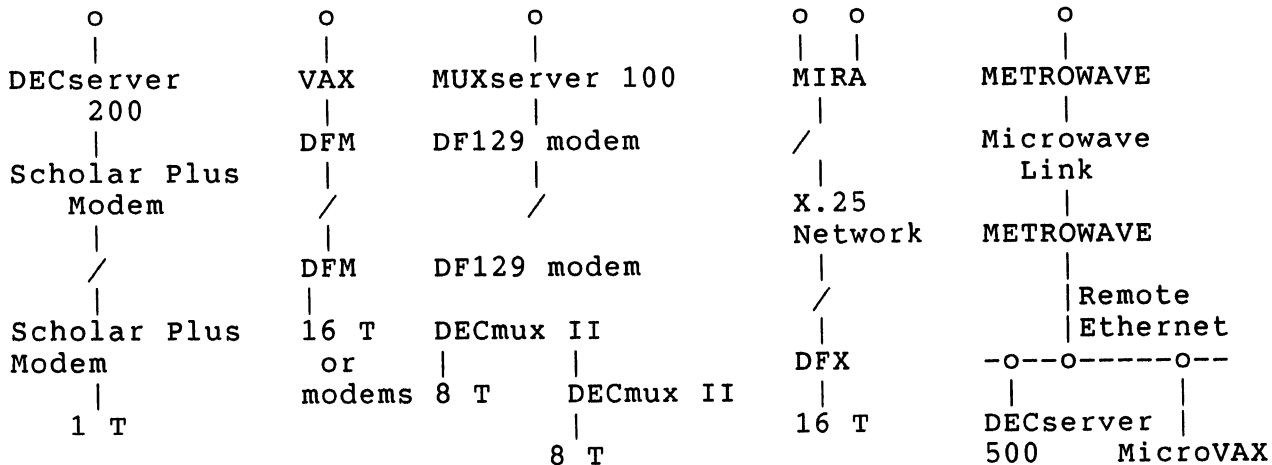 o o o o o o
DECserver 200 VAX MUXserver 100 MIRA METROWAVE
DFM DF129 modem / Microwave Link
Scholar Plus Modem / / X.25 Network METROWAVE
/ DFM DF129 modem / Remote Ethernet
Scholar Plus Modem 16 T or modems DECmux II DFX -o--o------o--
8 T DECmux II
1 T 16 T DECserver 500 MicroVAX
8 T